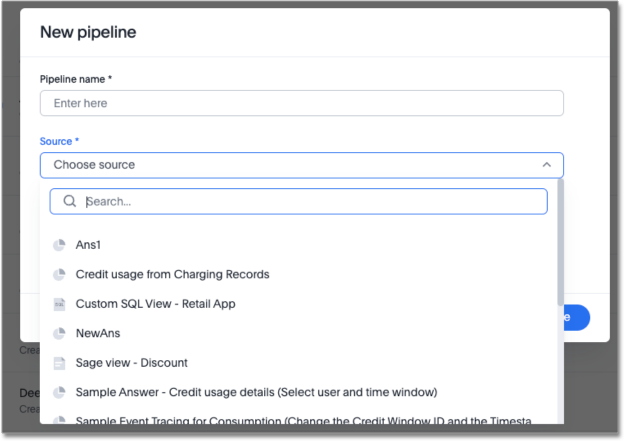 New pipeline
Pipeline name *
Enter here
Source *
Choose source
Search...
Ans1
Credit usage from Charging Records
Custom SQL View - Retail App
NewAns
Sage view - Discount
Sample Answer - Credit usage details (Select user and time window)
Sample Event Tracing for Consumption (Change the Credit Window ID and the Timesta
e
Crea
Dee
Crea